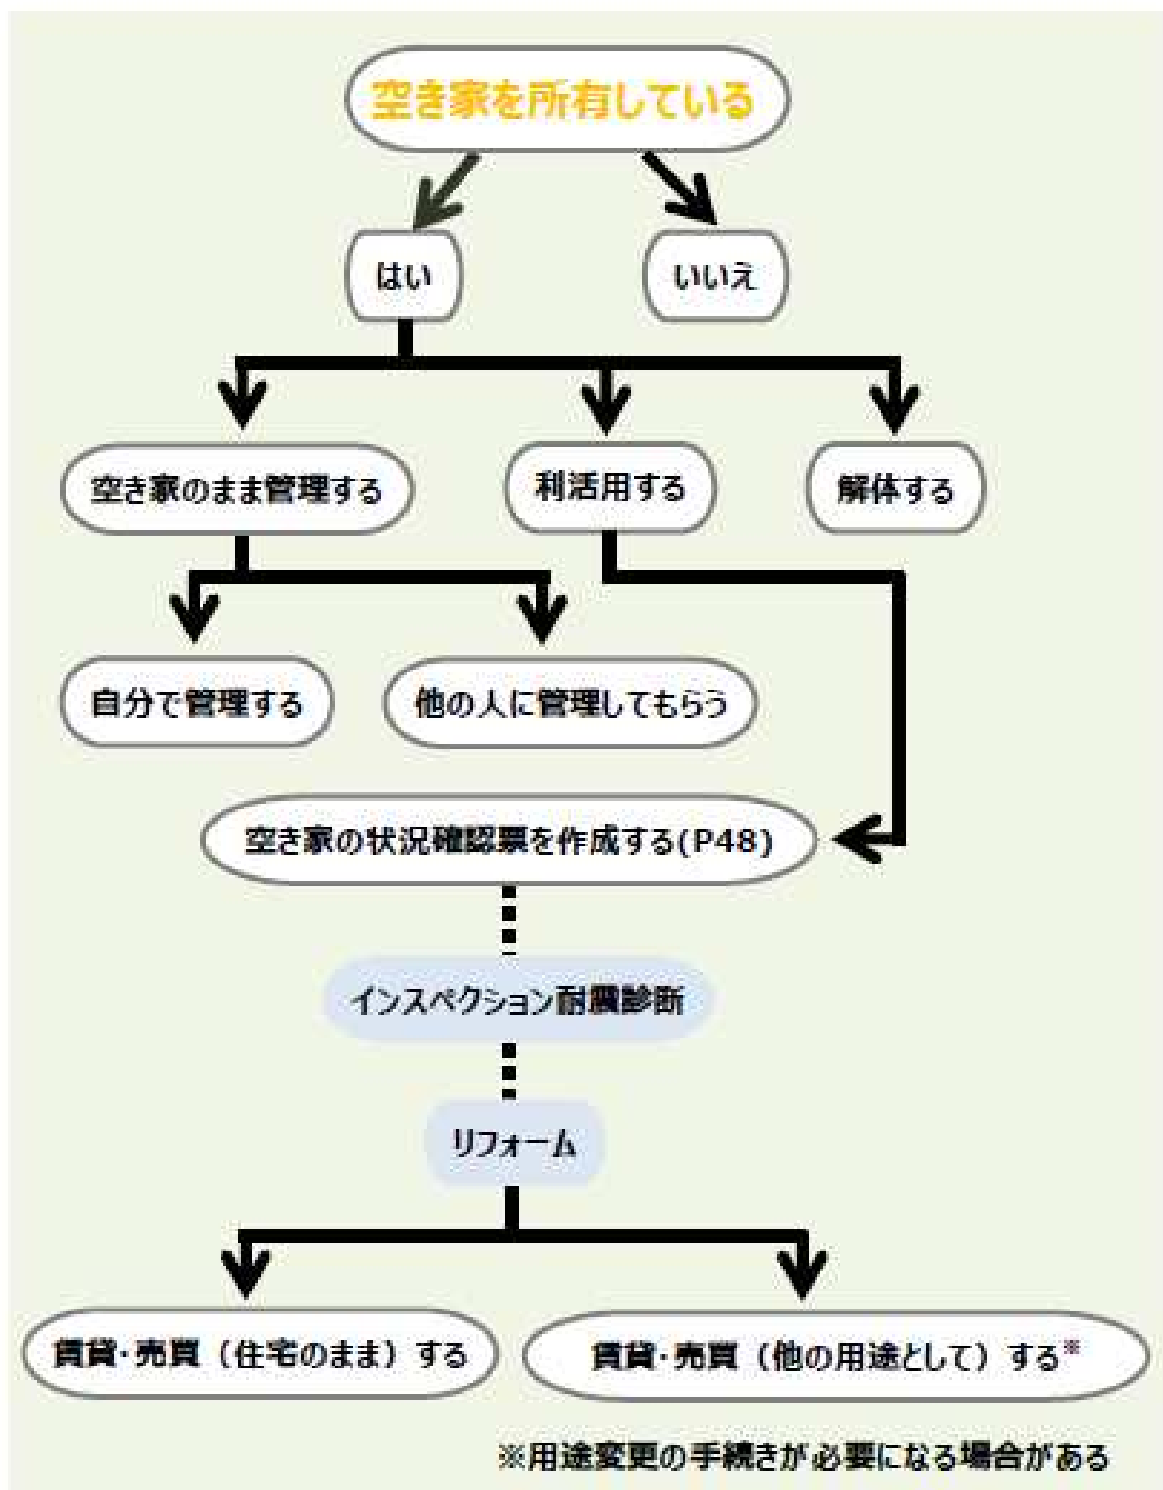 空き家を所有している
はい
いいえ
空き家のまま管理する
利活用する
解体する
自分で管理する
他の人に管理してもらう
空き家の状況確認票を作成する(P48)
インスペクション耐震診断
リフォーム
賃貸・売買（住宅のまま）する
賃貸・売買（他の用途として）する※
※用途変更の手続きが必要になる場合がある